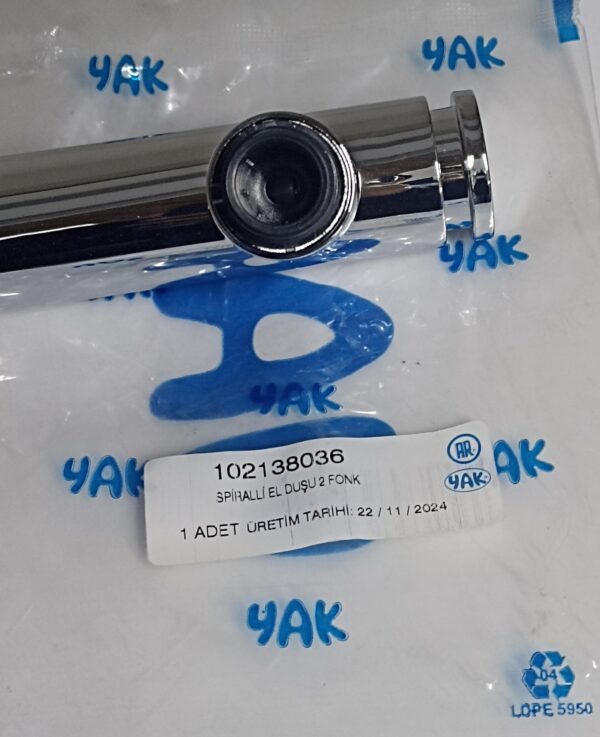 YAK
YAK
YAK
YAK
YAK
YAK
102138036
SPİRALLİ EL DUŞU 2 FONK
1 ADET ÜRETİM TARİHİ: 22 / 11 / 2024
AR
YAK
YAK
04
LDPE 5950